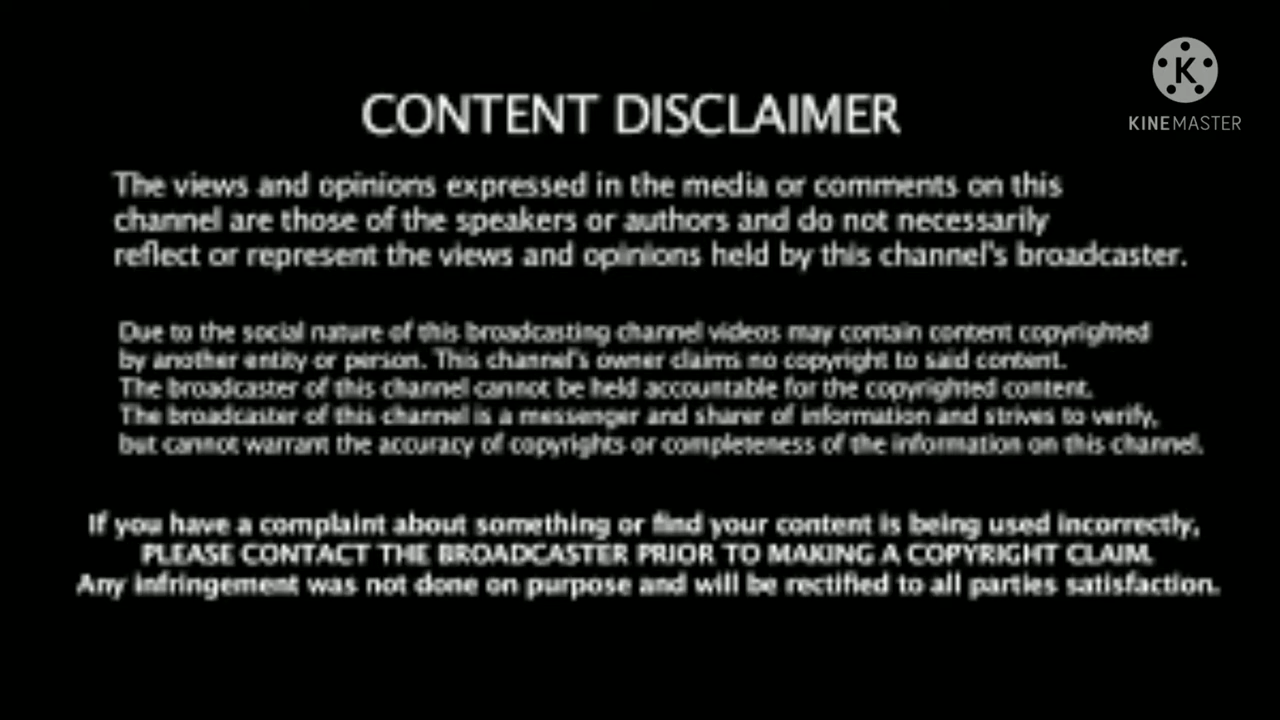 K
KINEMASTER
CONTENT DISCLAIMER
The views and opinions expressed in the media or comments on this
channel are those of the speakers or authors and do not necessarily
reflect or represent the views and opinions held by this channel's broadcaster.
Due to the social nature of this broadcasting channel videos may contain content copyrighted
by another entity or person. This channel's owner claims no copyright to said content.
The broadcaster of this channel cannot be held accountable for the copyrighted content.
The broadcaster of this channel is a messenger and sharer of information and strives to verify,
but cannot warrant the accuracy of copyrights or completeness of the information on this channel.
If you have a complaint about something or find your content is being used incorrectly,
PLEASE CONTACT THE BROADCASTER PRIOR TO MAKING A COPYRIGHT CLAIM.
Any infringement was not done on purpose and will be rectified to all parties satisfaction.